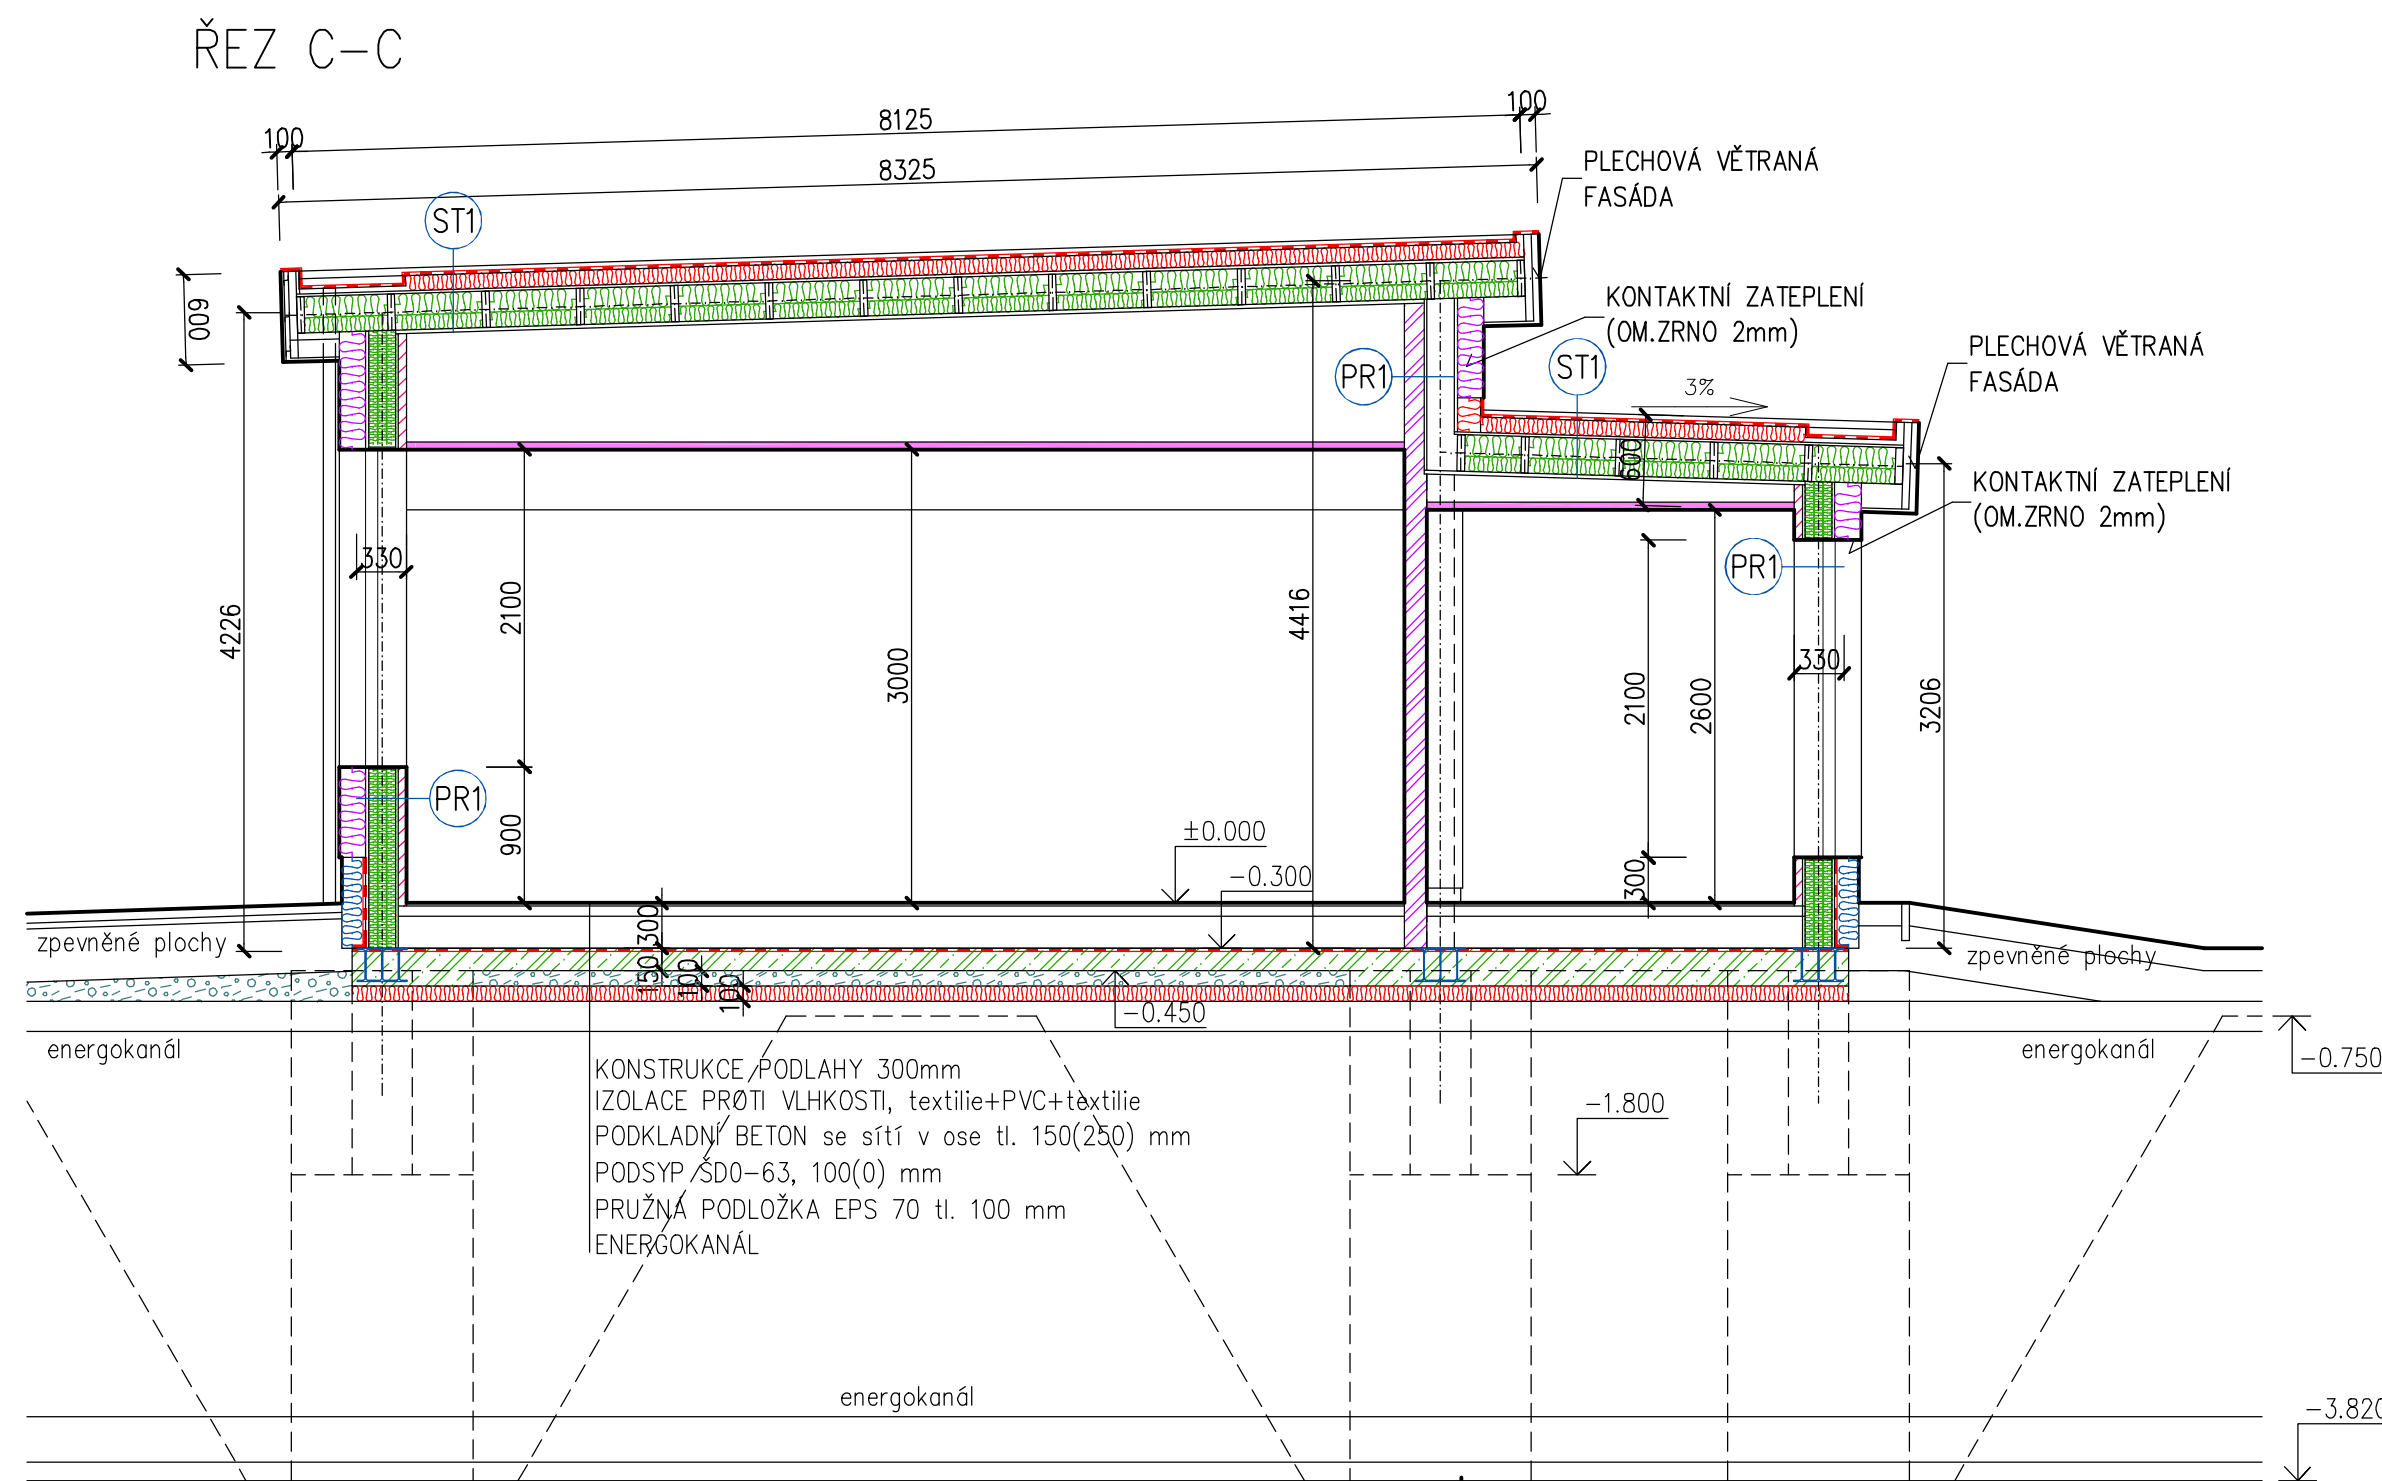 ŘEZ C-C
100
8125
100
8325
PLECHOVÁ VĚTRANÁ
FASÁDA
ST1
600
KONTAKTNÍ ZATEPLENÍ
(OM.ZRNO 2mm)
PLECHOVÁ VĚTRANÁ
FASÁDA
PR1
ST1
3%
600
KONTAKTNÍ ZATEPLENÍ
(OM.ZRNO 2mm)
330
PR1
4226
2100
3000
4416
330
2100
2600
3206
PR1
900
±0.000
-0.300
300
300
zpevněné plochy
zpevněné plochy
150
100
100
-0.450
energokanál
energokanál
-0.750
KONSTRUKCE PODLAHY 300mm
IZOLACE PROTI VLHKOSTI, textilie+PVC+textilie
PODKLADNÍ BETON se sítí v ose tl. 150(250) mm
PODSYP ŠD0-63, 100(0) mm
PRUŽNÁ PODLOŽKA EPS 70 tl. 100 mm
ENERGOKANÁL
-1.800
energokanál
-3.820